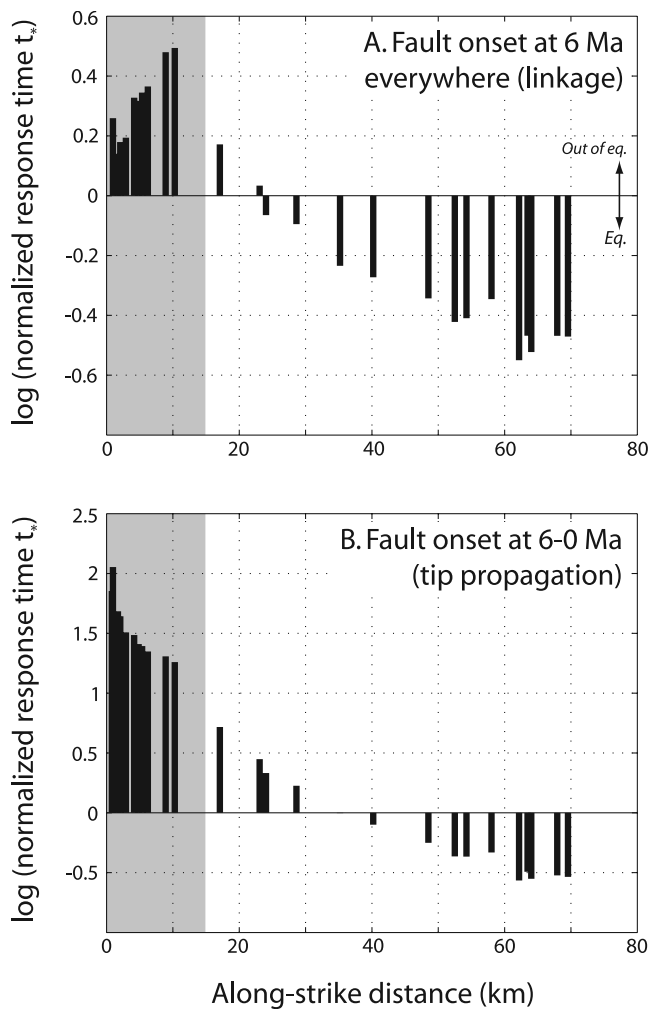 0.6
0.4
0.2
0
-0.2
-0.4
-0.6
log (normalized response time t*)
A. Fault onset at 6 Ma
everywhere (linkage)
Out of eq.
Eq.
0 20 40 60 80
2.5
2
1.5
1
0.5
0
-0.5
log (normalized response time t*)
B. Fault onset at 6-0 Ma
(tip propagation)
0 20 40 60 80
Along-strike distance (km)